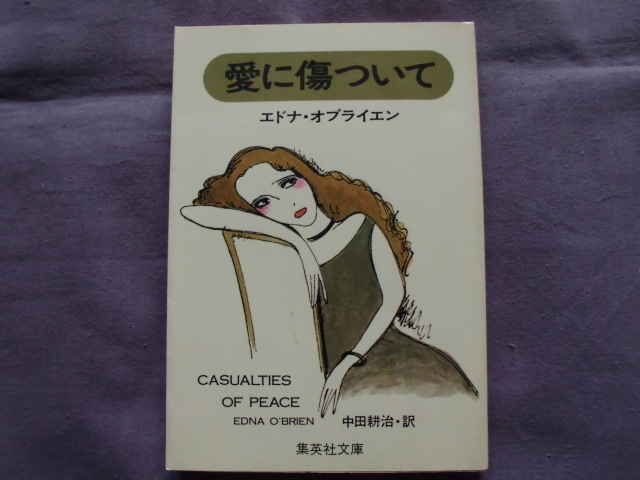 愛に傷ついて
エドナ・オブライエン
CASUALTIES
OF PEACE
EDNA O'BRIEN
中田耕治・訳
集英社文庫